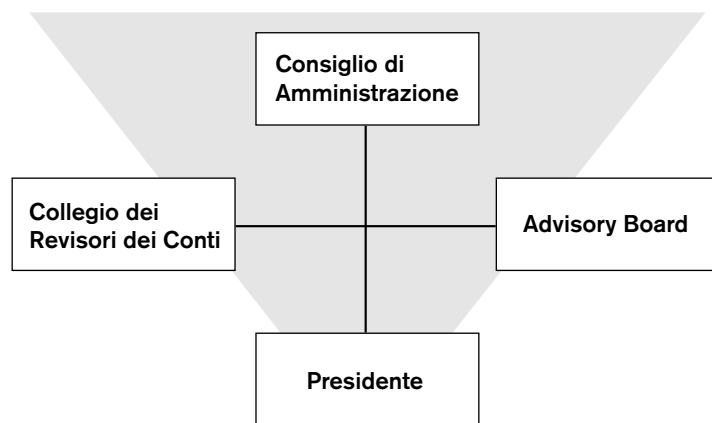 Consiglio di
Amministrazione
Collegio dei
Revisori dei Conti
Advisory Board
Presidente